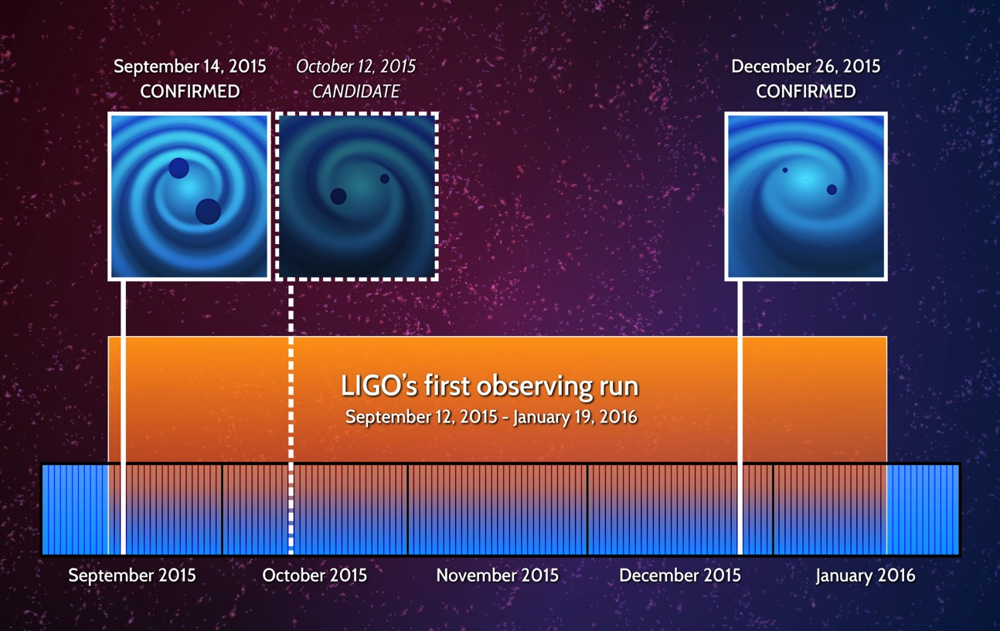 September 14, 2015
CONFIRMED
October 12, 2015
CANDIDATE
December 26, 2015
CONFIRMED
LIGO’s first observing run
September 12, 2015 - January 19, 2016
September 2015
October 2015
November 2015
December 2015
January 2016